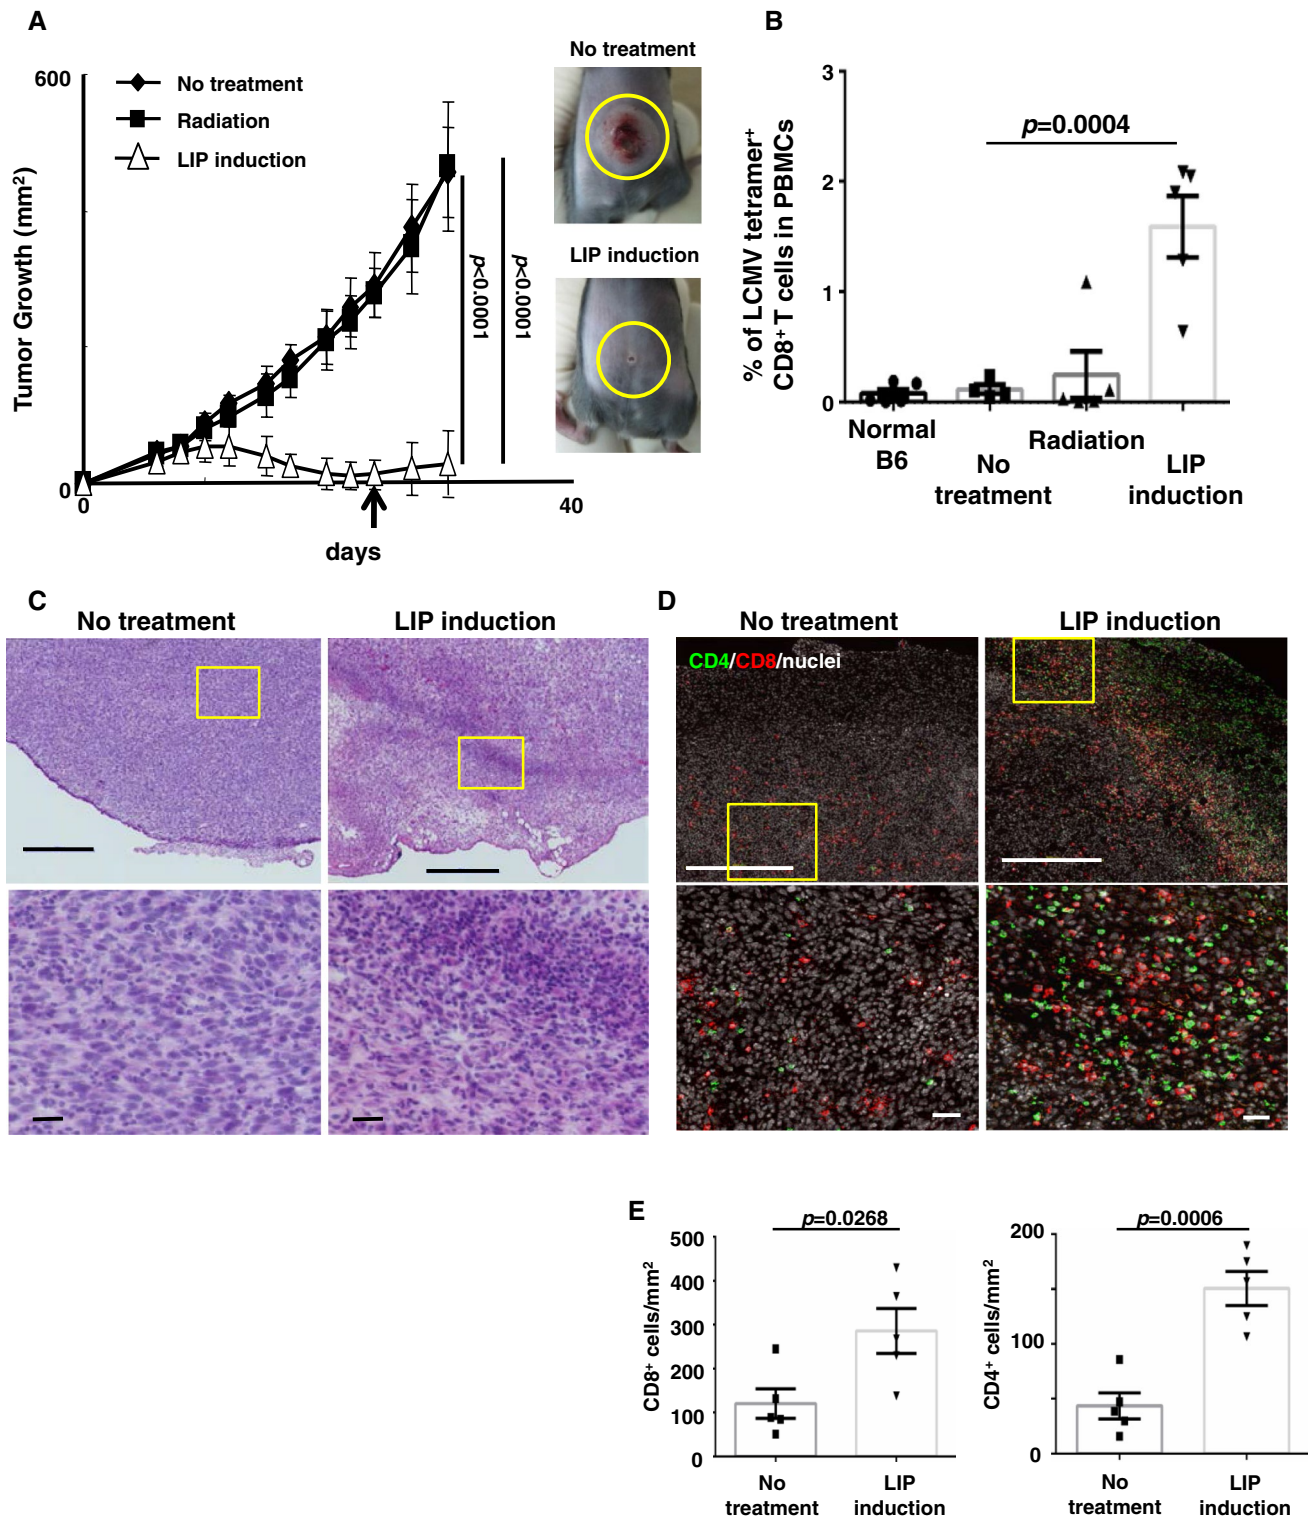 A
600
No treatment
Radiation
LIP induction
Tumor Growth (mm²)
0
0
40
days
p<0.0001
p<0.0001
No treatment
LIP induction
B
% of LCMV tetramer⁺
CD8⁺ T cells in PBMCs
3
2
1
0
p=0.0004
Normal
B6
No
treatment
Radiation
LIP
induction
C
No treatment
LIP induction
D
No treatment
LIP induction
CD4/CD8/nuclei
E
CD8⁺ cells/mm²
500
400
300
200
100
0
p=0.0268
No
treatment
LIP
induction
CD4⁺ cells/mm²
200
100
0
p=0.0006
No
treatment
LIP
induction